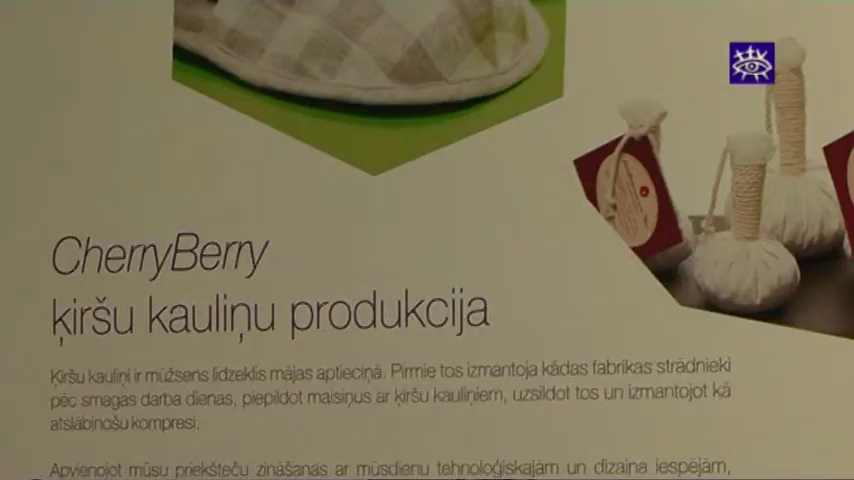 CherryBerry
ķiršu kauliņu produkcija
Ķiršu kauliņi ir mūžsens līdzeklis mājas aptieciņā. Pirmie tos izmantoja kādas fabrikas strādnieki
pēc smagas darba dienas, piepildot maisiņus ar ķiršu kauliņiem, uzsildot tos un izmantojot kā
atslābinošu kompresi.
Apvienojot mūsu priekšteču zināšanas ar mūsdienu tehnoloģiskajām un dizaina iespējām,